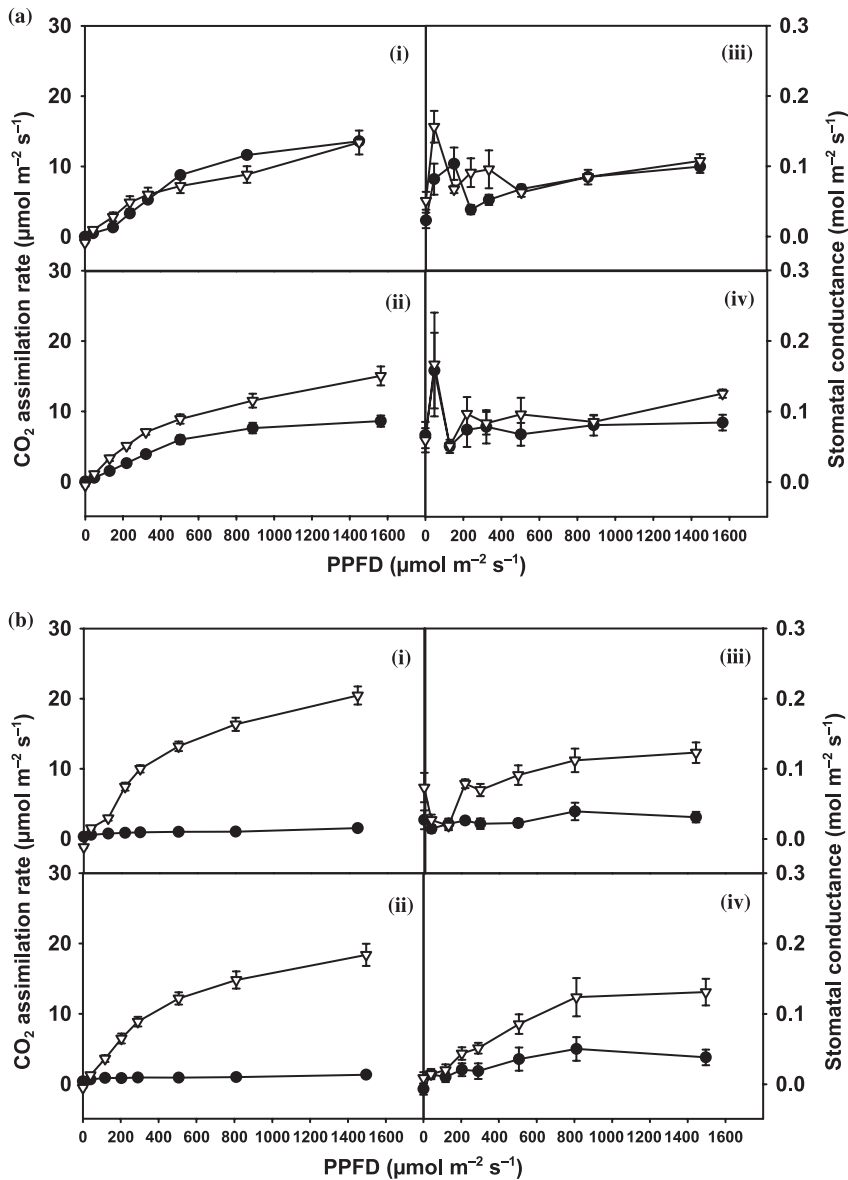 (a)
30
20
10
0
(i)
(iii)
0.3
0.2
0.1
0.0
30
20
10
0
(ii)
(iv)
0.3
0.2
0.1
0.0
CO₂ assimilation rate (µmol m⁻² s⁻¹)
Stomatal conductance (mol m⁻² s⁻¹)
0 200 400 600 800 1000 1200 1400 1600
0 200 400 600 800 1000 1200 1400 1600
PPFD (µmol m⁻² s⁻¹)
(b)
30
20
10
0
(i)
(iii)
0.3
0.2
0.1
0.0
30
20
10
0
(ii)
(iv)
0.3
0.2
0.1
0.0
CO₂ assimilation rate (µmol m⁻² s⁻¹)
Stomatal conductance (mol m⁻² s⁻¹)
0 200 400 600 800 1000 1200 1400 1600
0 200 400 600 800 1000 1200 1400 1600
PPFD (µmol m⁻² s⁻¹)